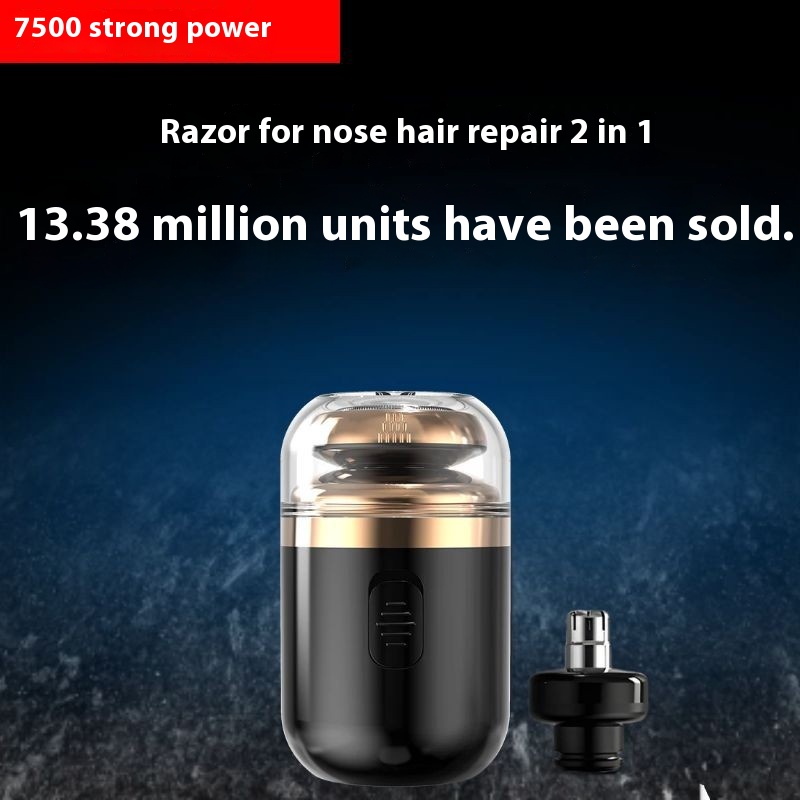 7500 strong power
Razor for nose hair repair 2 in 1
13.38 million units have been sold.